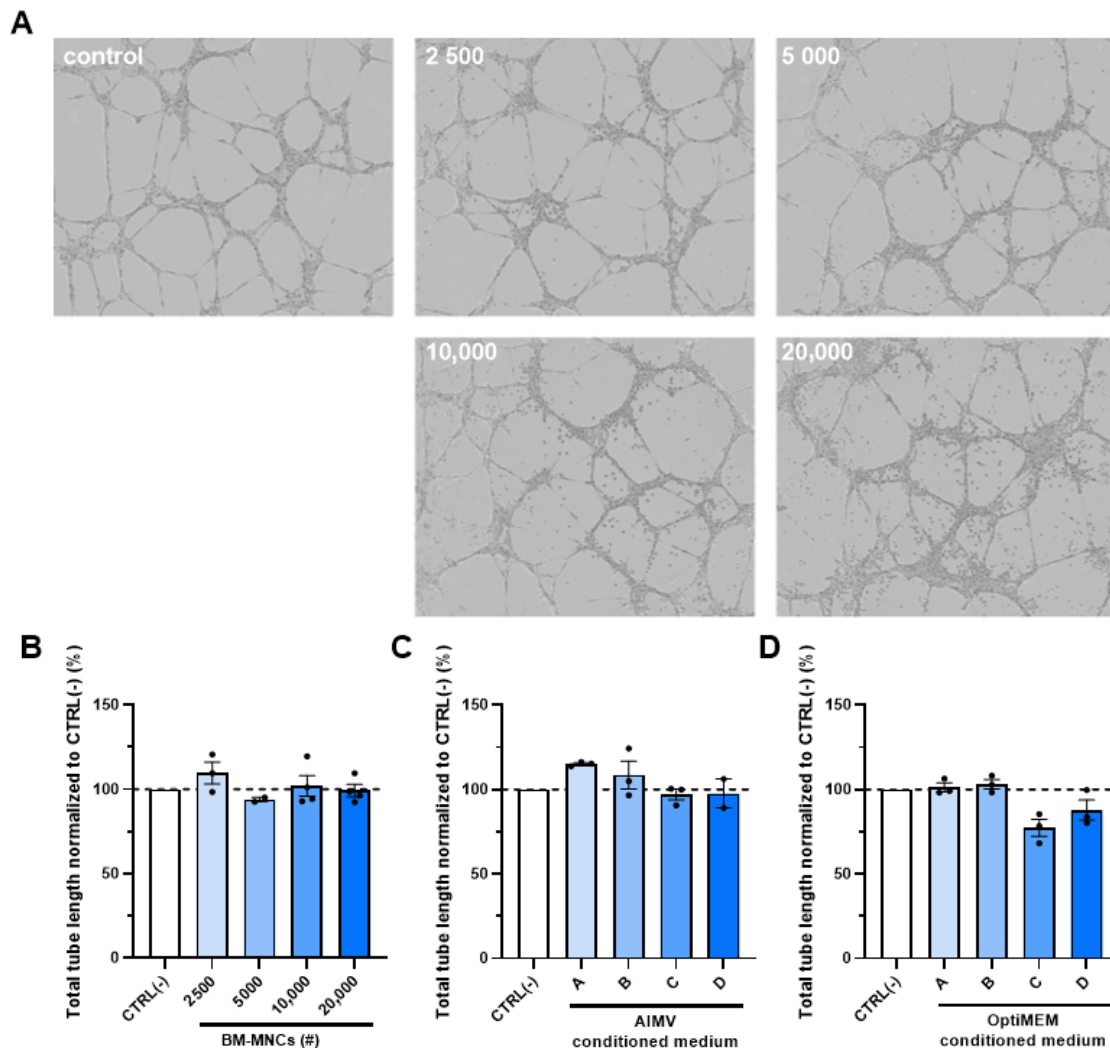 A
control
2 500
5 000
10,000
20,000
B
Total tube length normalized to CTRL(-) (%)
150
100
50
0
CTRL(-)
2500
5000
10,000
20,000
BM-MNCs (#)
C
Total tube length normalized to CTRL(-) (%)
150
100
50
0
CTRL(-)
A
B
C
D
AIMV
conditioned medium
D
Total tube length normalized to CTRL(-) (%)
150
100
50
0
CTRL(-)
A
B
C
D
OptiMEM
conditioned medium